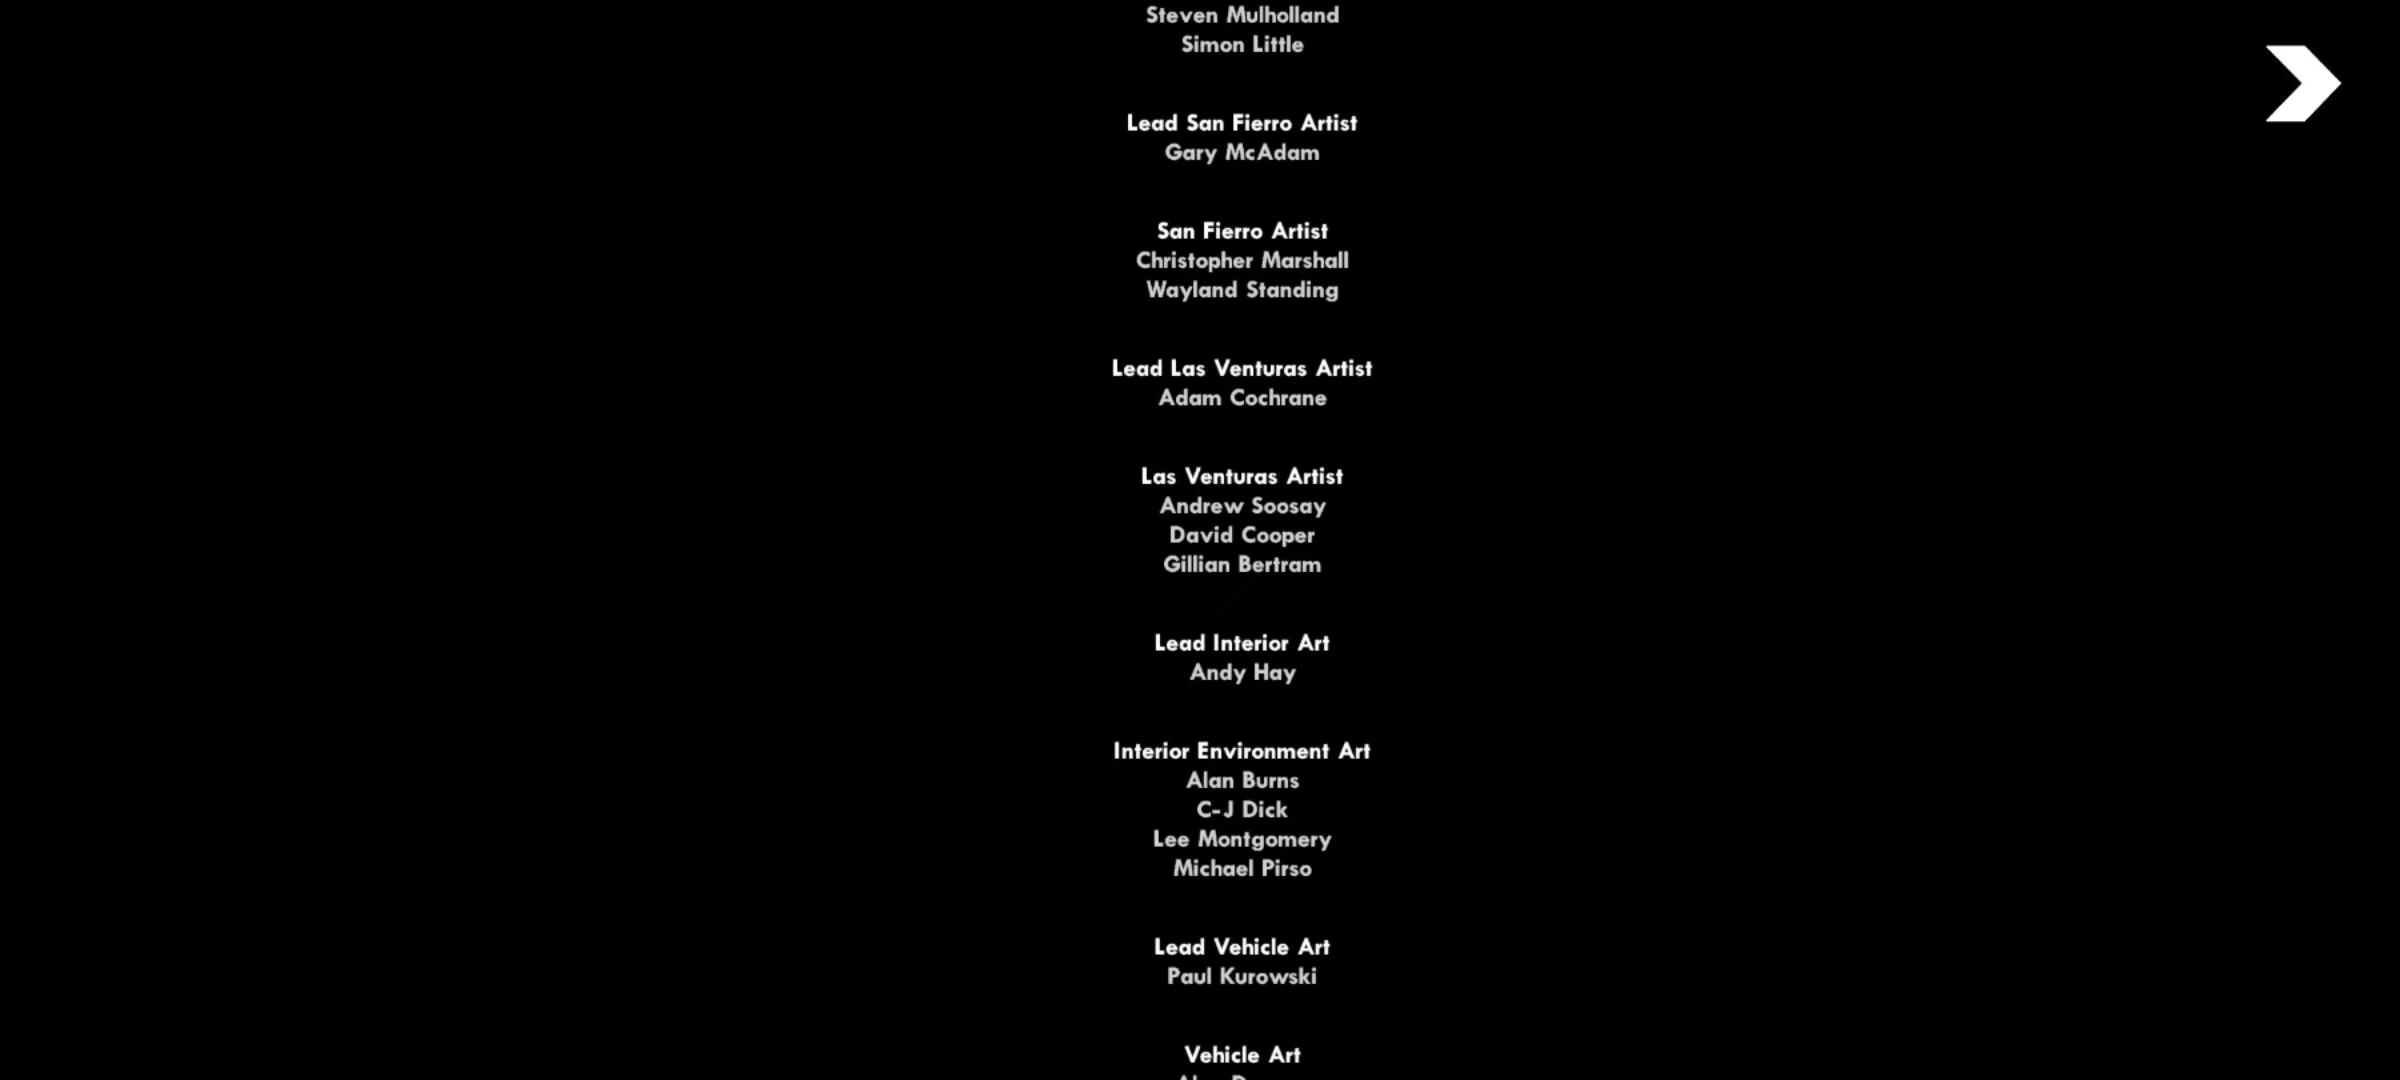 Steven Mulholland
Simon Little
Lead San Fierro Artist
Gary McAdam
San Fierro Artist
Christopher Marshall
Wayland Standing
Lead Las Venturas Artist
Adam Cochrane
Las Venturas Artist
Andrew Soosay
David Cooper
Gillian Bertram
Lead Interior Art
Andy Hay
Interior Environment Art
Alan Burns
C-J Dick
Lee Montgomery
Michael Pirso
Lead Vehicle Art
Paul Kurowski
Vehicle Art